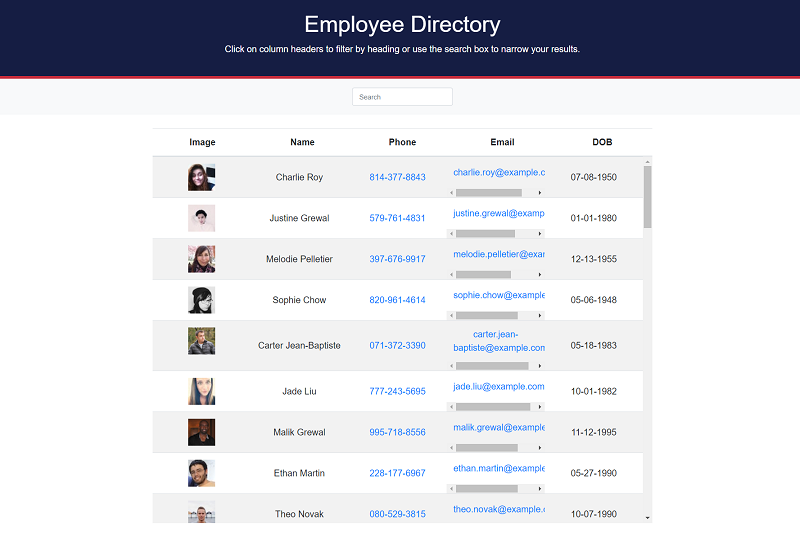 Employee Directory
Click on column headers to filter by heading or use the search box to narrow your results.
Search
Image Name Phone Email DOB
Charlie Roy 814-377-8843 charlie.roy@example.c 07-08-1950
Justine Grewal 579-761-4831 justine.grewal@examp 01-01-1980
Melodie Pelletier 397-676-9917 melodie.pelletier@exar 12-13-1955
Sophie Chow 820-961-4614 sophie.chow@example 05-06-1948
Carter Jean-Baptiste 071-372-3390 carter.jean-
baptiste@example.com 05-18-1983
Jade Liu 777-243-5695 jade.liu@example.com 10-01-1982
Malik Grewal 995-718-8556 malik.grewal@example 11-12-1995
Ethan Martin 228-177-6967 ethan.martin@example 05-27-1990
Theo Novak 080-529-3815 theo.novak@example.c 10-07-1990